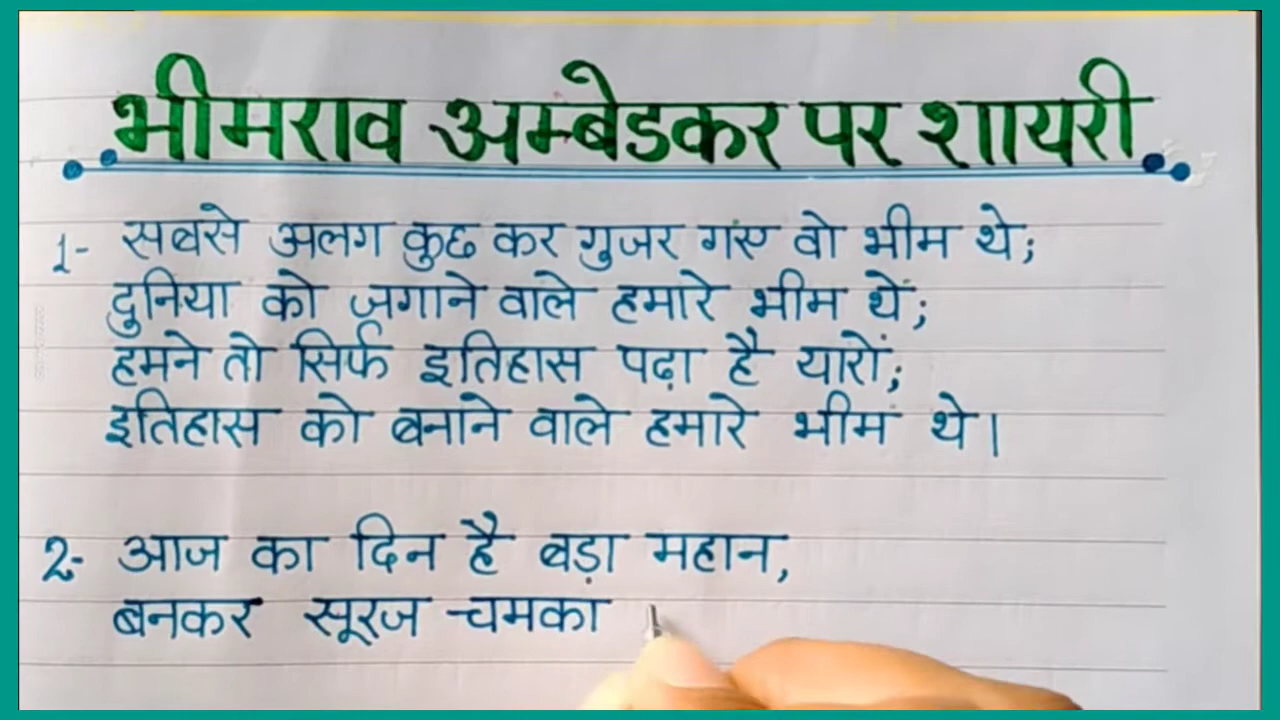 भीमराव अम्बेडकर पर शायरी
1- सबसे अलग कुछ कर गुजर गए वो भीम थे;
दुनिया को जगाने वाले हमारे भीम थे;
हमने तो सिर्फ इतिहास पढ़ा है यारों;
इतिहास को बनाने वाले हमारे भीम थे।
2- आज का दिन है बड़ा महान,
बनकर सूरज चमका